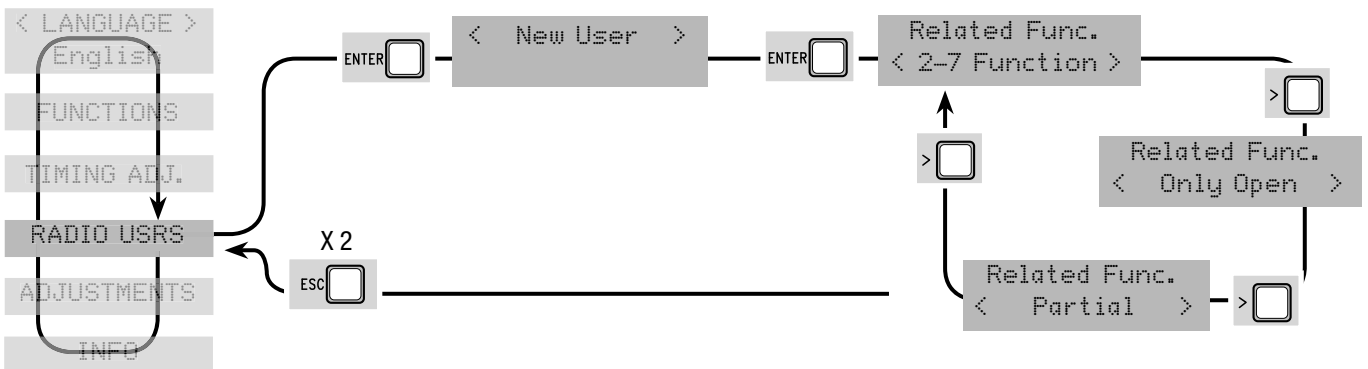 < LANGUAGE >
English
FUNCTIONS
TIMING ADJ.
RADIO USRS
ADJUSTMENTS
INFO
ENTER
< New User >
ENTER
Related Func.
< 2–7 Function >
>
Related Func.
< Only Open >
>
Related Func.
< Partial >
>
X 2
ESC